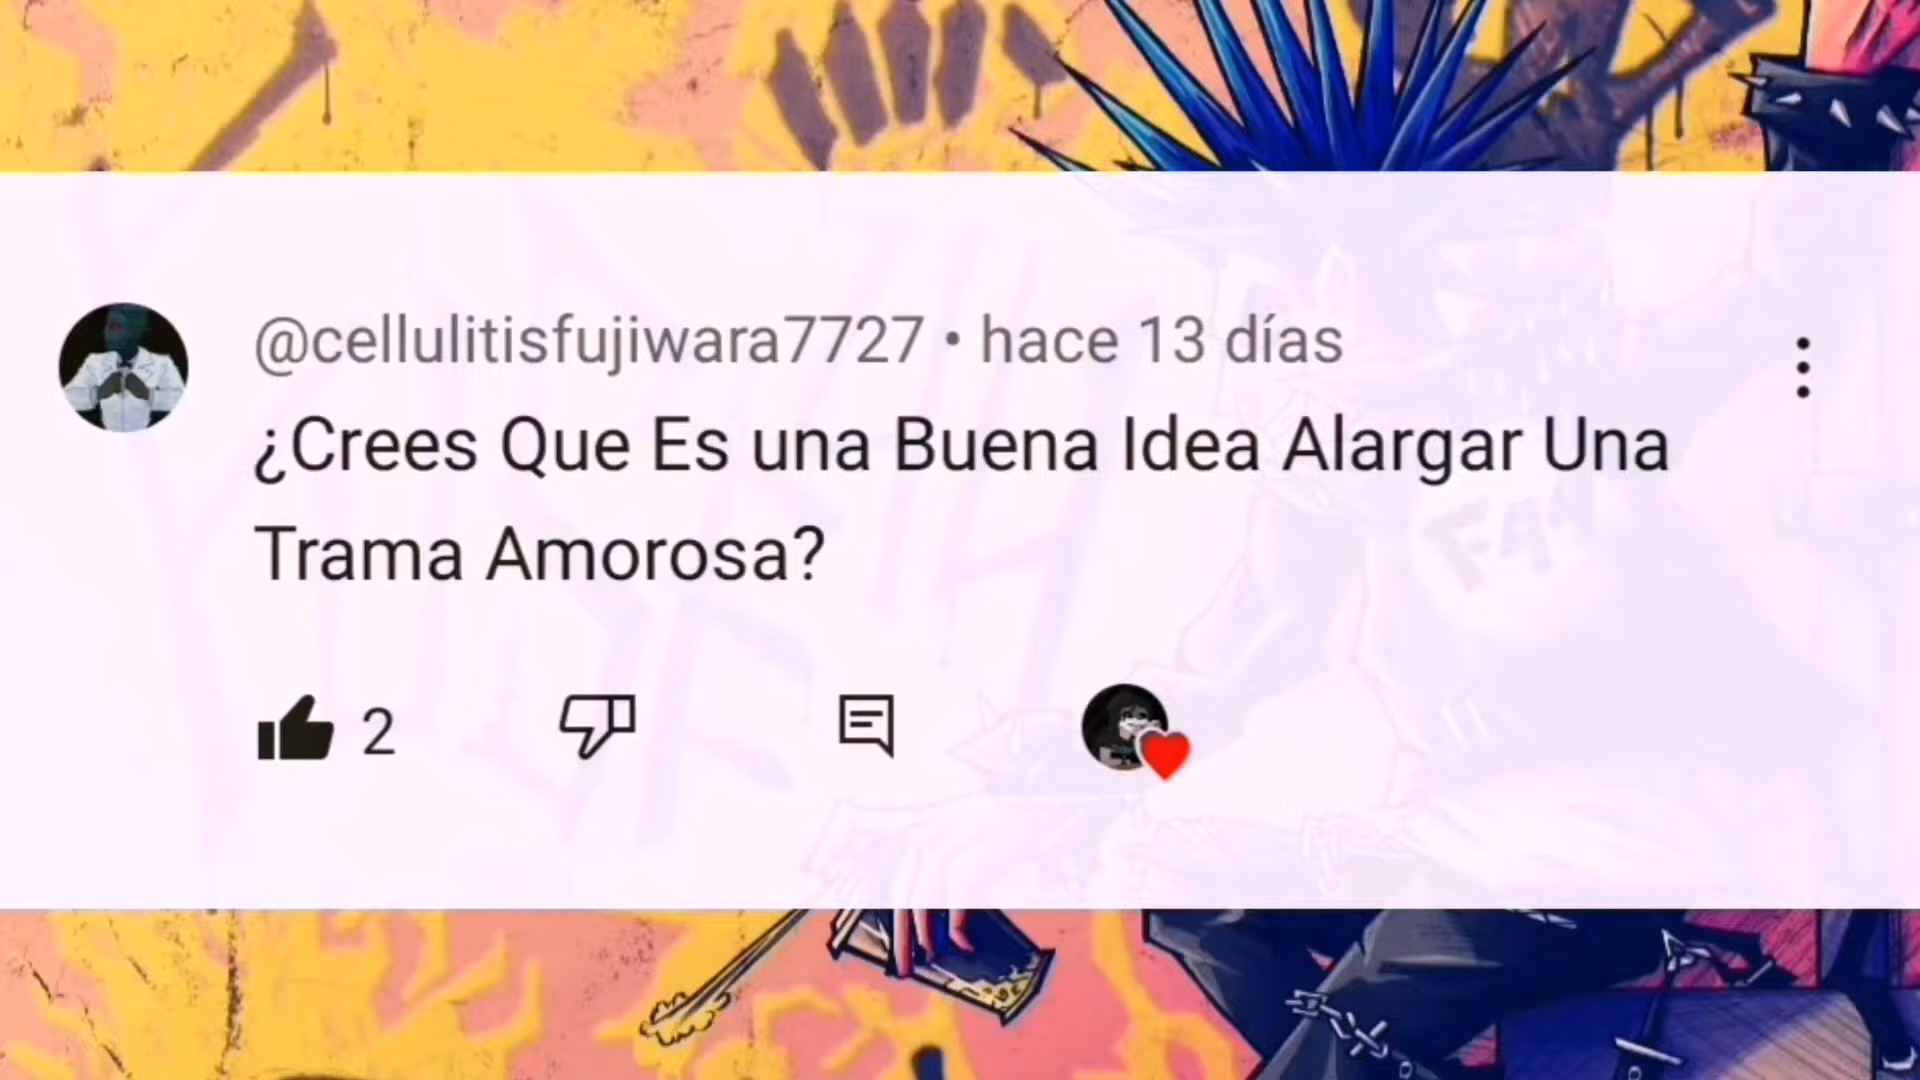 @cellulitisfujiwara7727 • hace 13 días
¿Crees Que Es una Buena Idea Alargar Una
Trama Amorosa?
2